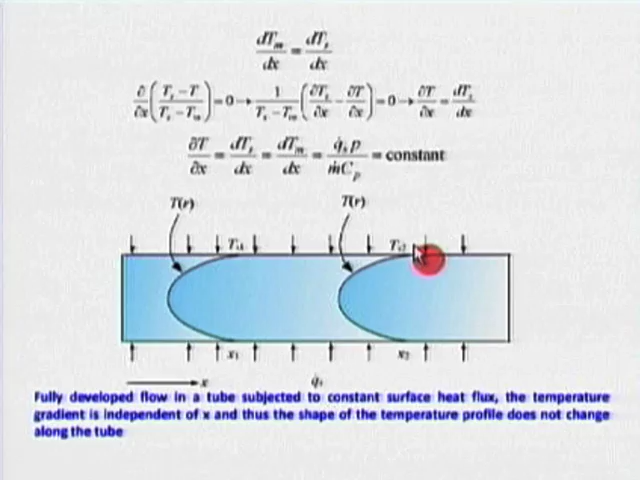 dT_m/dx = dT_s/dx
∂/∂x (T_s − T / T_s − T_m) = 0 → 1/(T_s − T_m) (∂T_s/∂x − ∂T/∂x) = 0 → ∂T/∂x = dT_s/dx
∂T/∂x = dT_s/dx = dT_m/dx = q̇_s p / ṁC_p = constant
T(r) T(r)
T_s1 T_s2
x₁ x₂
x q̇_s
Fully developed flow in a tube subjected to constant surface heat flux, the temperature
gradient is independent of x and thus the shape of the temperature profile does not change
along the tube